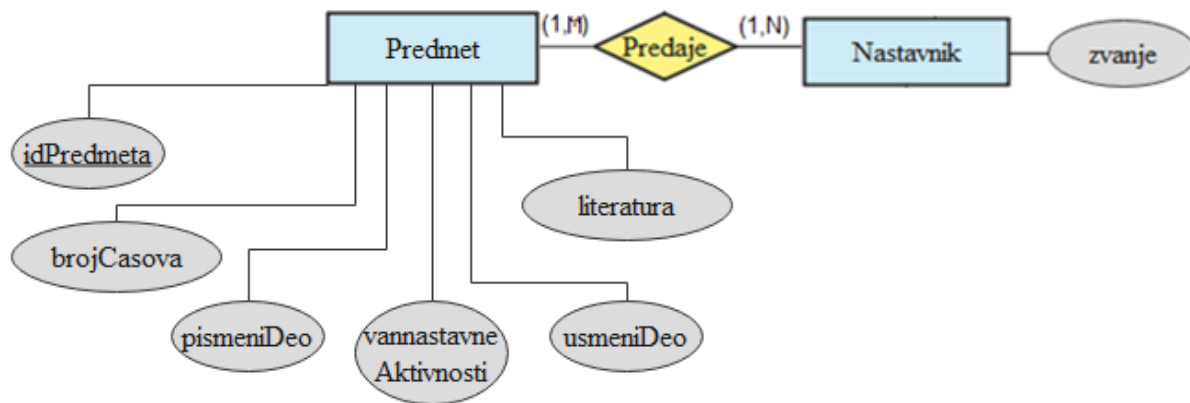 Predmet
(1,M)
Predaje
(1,N)
Nastavnik
zvanje
idPredmeta
literatura
brojCasova
pismeniDeo
vannastavne
Aktivnosti
usmeniDeo